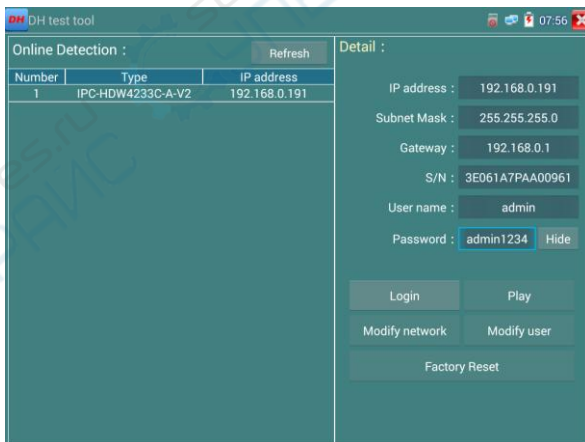 DH DH test tool 07:56
Online Detection :
Refresh
Number Type IP address
1 IPC-HDW4233C-A-V2 192.168.0.191
Detail :
IP address : 192.168.0.191
Subnet Mask : 255.255.255.0
Gateway : 192.168.0.1
S/N : 3E061A7PAA00961
User name : admin
Password : admin1234 Hide
Login Play
Modify network Modify user
Factory Reset